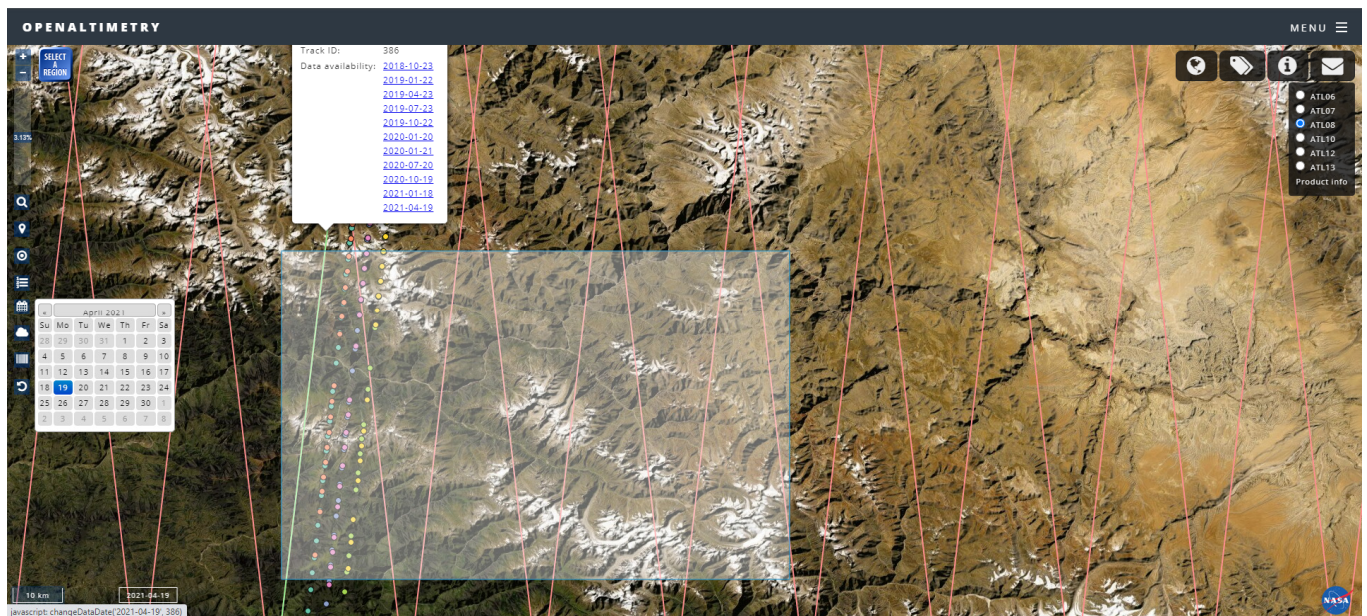 OPENALTIMETRY
MENU
+
SELECT
A
REGION
−
3.13%
Track ID: 386
Data availability: 2018-10-23
2019-01-22
2019-04-23
2019-07-23
2019-10-22
2020-01-20
2020-01-21
2020-07-20
2020-10-19
2021-01-18
2021-04-19
ATL06
ATL07
ATL08
ATL10
ATL12
ATL13
Product info
« April 2021 »
Su Mo Tu We Th Fr Sa
28 29 30 31 1 2 3
4 5 6 7 8 9 10
11 12 13 14 15 16 17
18 19 20 21 22 23 24
25 26 27 28 29 30 1
2 3 4 5 6 7 8
10 km
2021-04-19
javascript: changeDataDate('2021-04-19', 386)
NASA